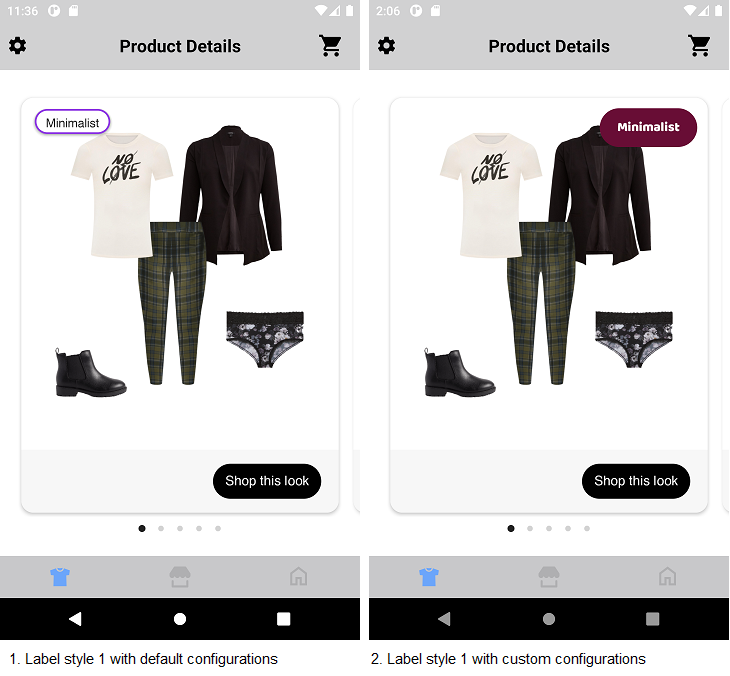 11:36
Product Details
Minimalist
NO
LOVE
Shop this look
1. Label style 1 with default configurations
2:06
Product Details
Minimalist
NO
LOVE
Shop this look
2. Label style 1 with custom configurations